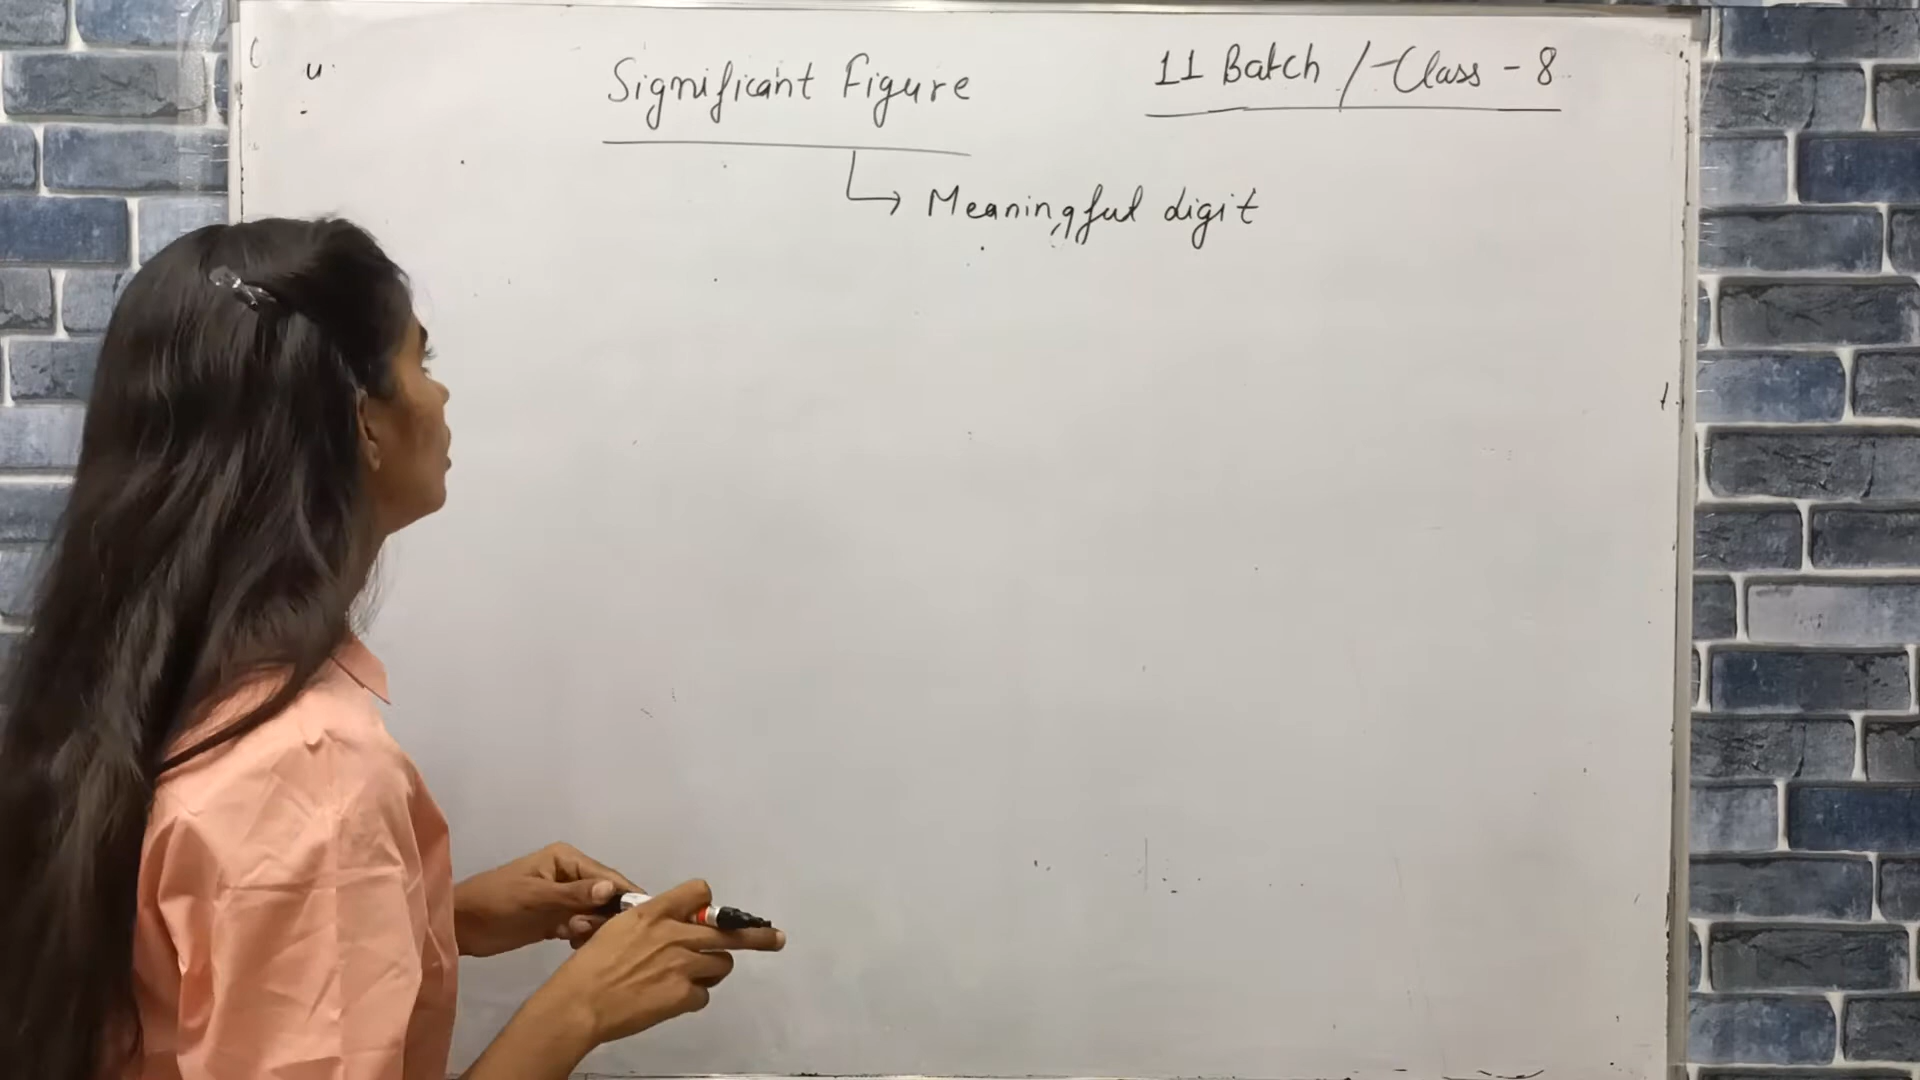 Significant Figure
11 Batch / Class - 8
Meaningful digit